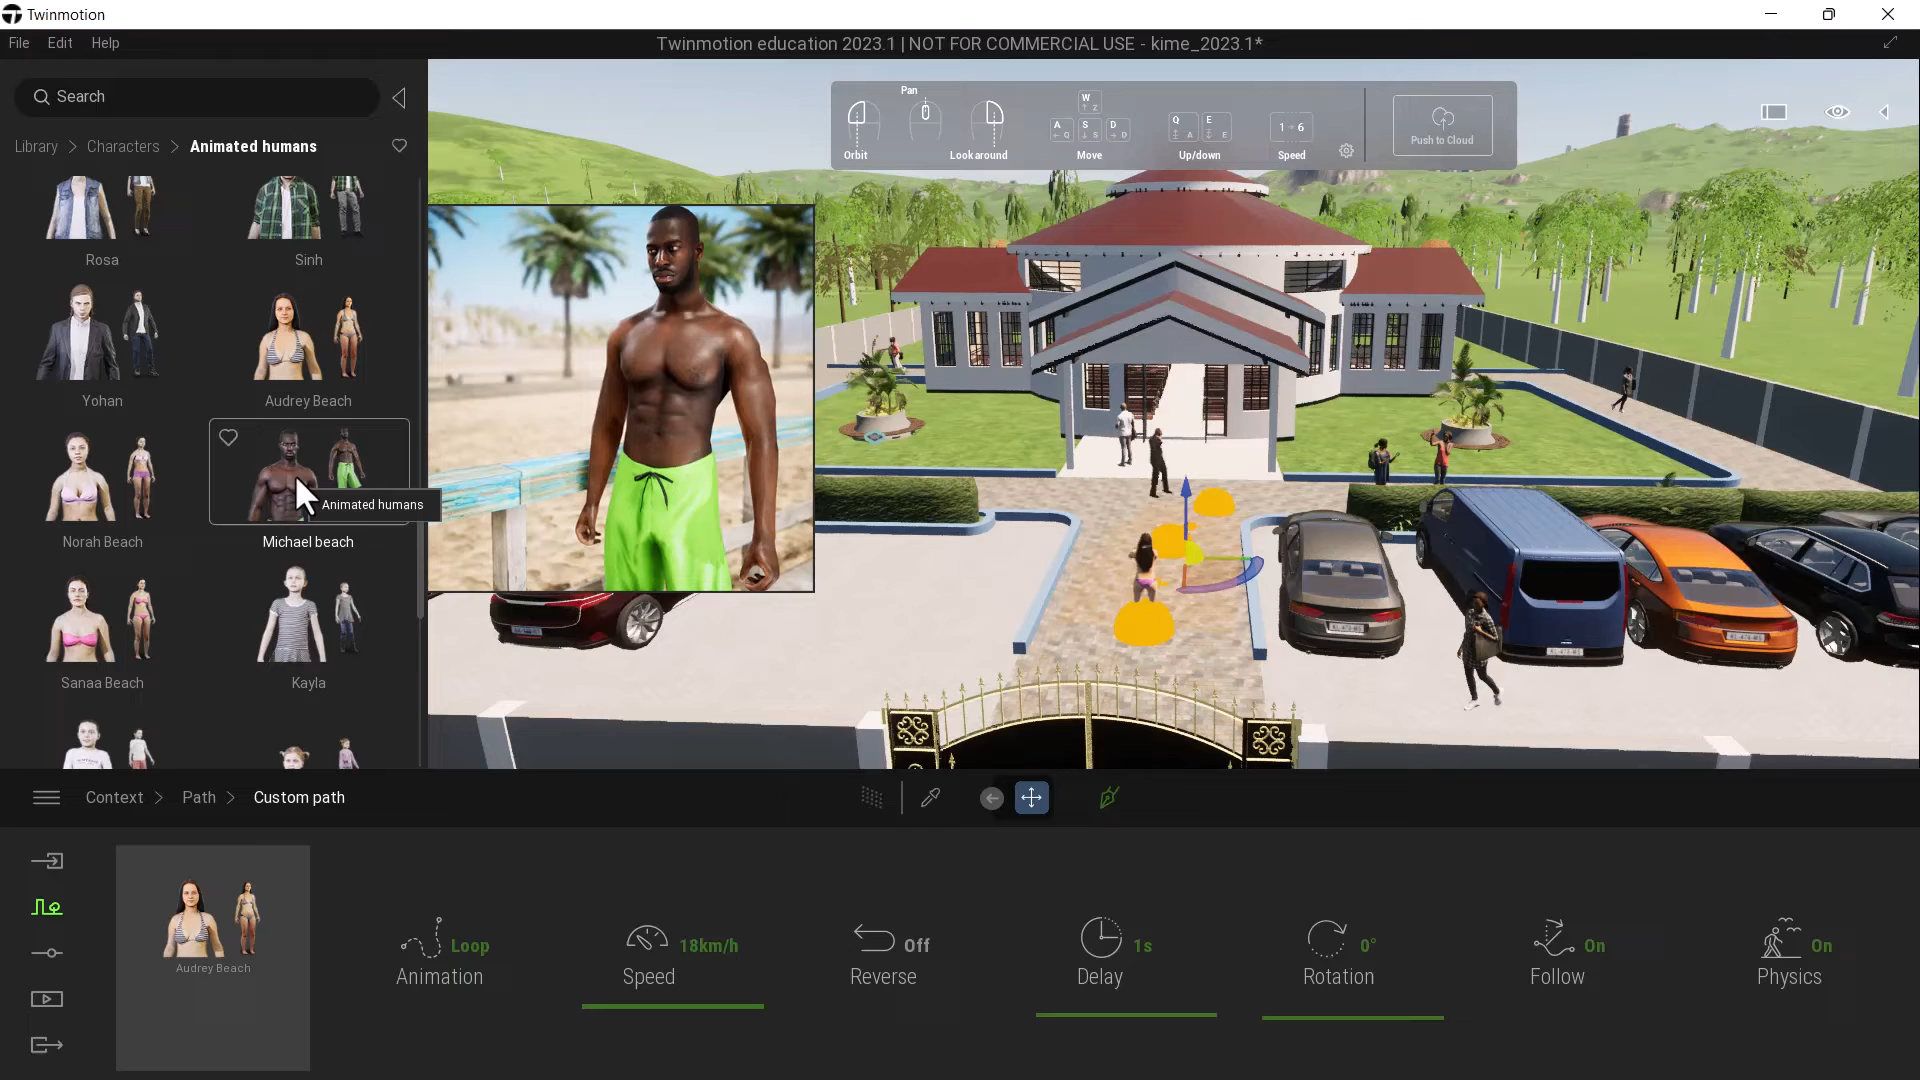 Twinmotion
File Edit Help
Twinmotion education 2023.1 | NOT FOR COMMERCIAL USE - kime_2023.1*
Search
Library > Characters > Animated humans
Rosa
Sinh
Yohan
Audrey Beach
Norah Beach
Michael beach
Animated humans
Sanaa Beach
Kayla
Pan
Orbit
Look around
W
Z
A
Q
S
S
D
D
Move
Q
A
E
E
Up/down
1 6
Speed
Push to Cloud
Context > Path > Custom path
Audrey Beach
Loop
Animation
18km/h
Speed
Off
Reverse
1s
Delay
0°
Rotation
On
Follow
On
Physics